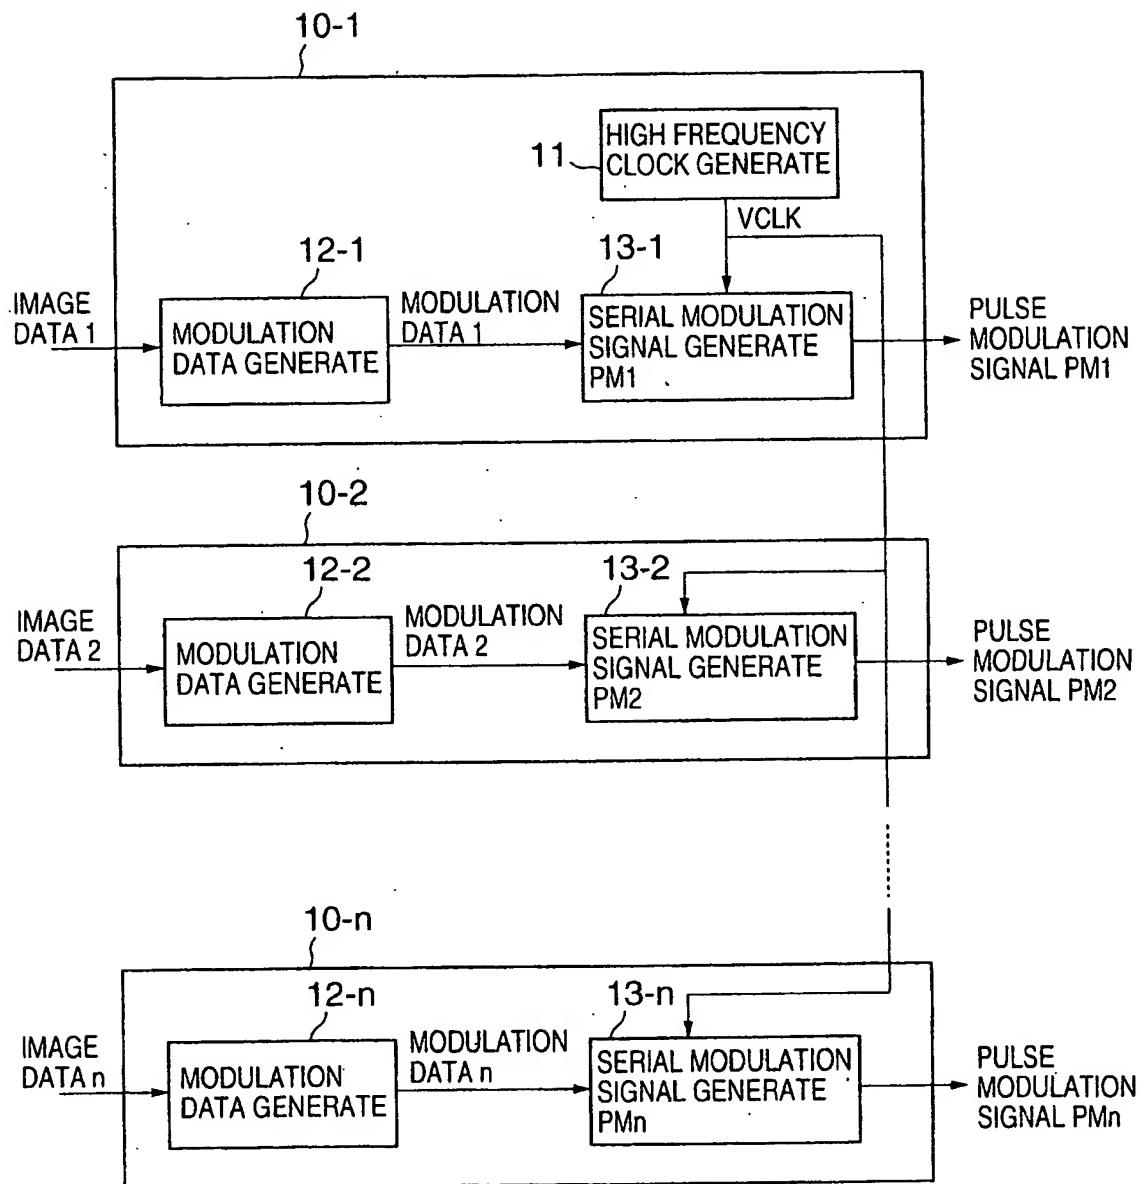 10-1
HIGH FREQUENCY
CLOCK GENERATE
11
VCLK
12-1
13-1
IMAGE
DATA 1
MODULATION
DATA GENERATE
MODULATION
DATA 1
SERIAL MODULATION
SIGNAL GENERATE
PM1
PULSE
MODULATION
SIGNAL PM1
10-2
12-2
13-2
IMAGE
DATA 2
MODULATION
DATA GENERATE
MODULATION
DATA 2
SERIAL MODULATION
SIGNAL GENERATE
PM2
PULSE
MODULATION
SIGNAL PM2
10-n
12-n
13-n
IMAGE
DATA n
MODULATION
DATA GENERATE
MODULATION
DATA n
SERIAL MODULATION
SIGNAL GENERATE
PMn
PULSE
MODULATION
SIGNAL PMn